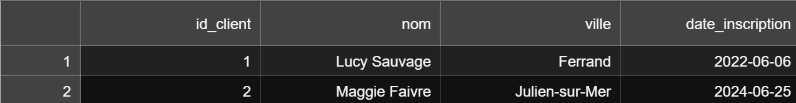 id_client nom ville date_inscription
1 1 Lucy Sauvage Ferrand 2022-06-06
2 2 Maggie Faivre Julien-sur-Mer 2024-06-25